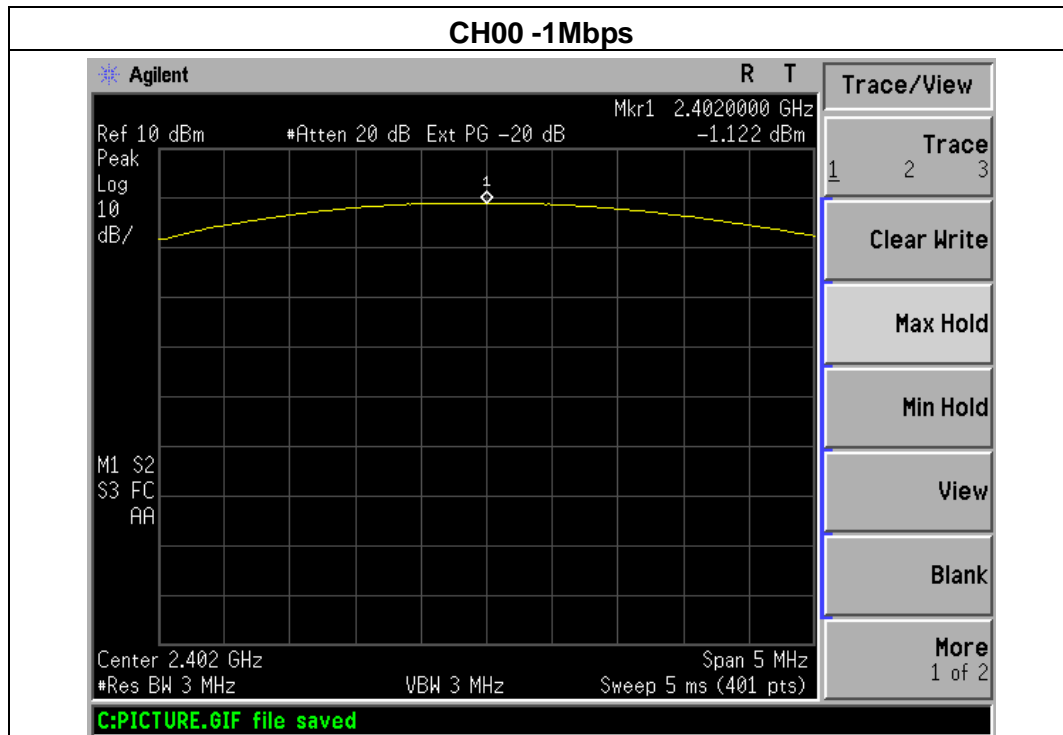 CH00 -1Mbps
Agilent R T
Mkr1 2.4020000 GHz
Ref 10 dBm #Atten 20 dB Ext PG -20 dB -1.122 dBm
Peak
Log
10
dB/
1
M1 S2
S3 FC
AA
Center 2.402 GHz Span 5 MHz
#Res BW 3 MHz VBW 3 MHz Sweep 5 ms (401 pts)
C:PICTURE.GIF file saved
Trace/View
Trace
1 2 3
Clear Write
Max Hold
Min Hold
View
Blank
More
1 of 2